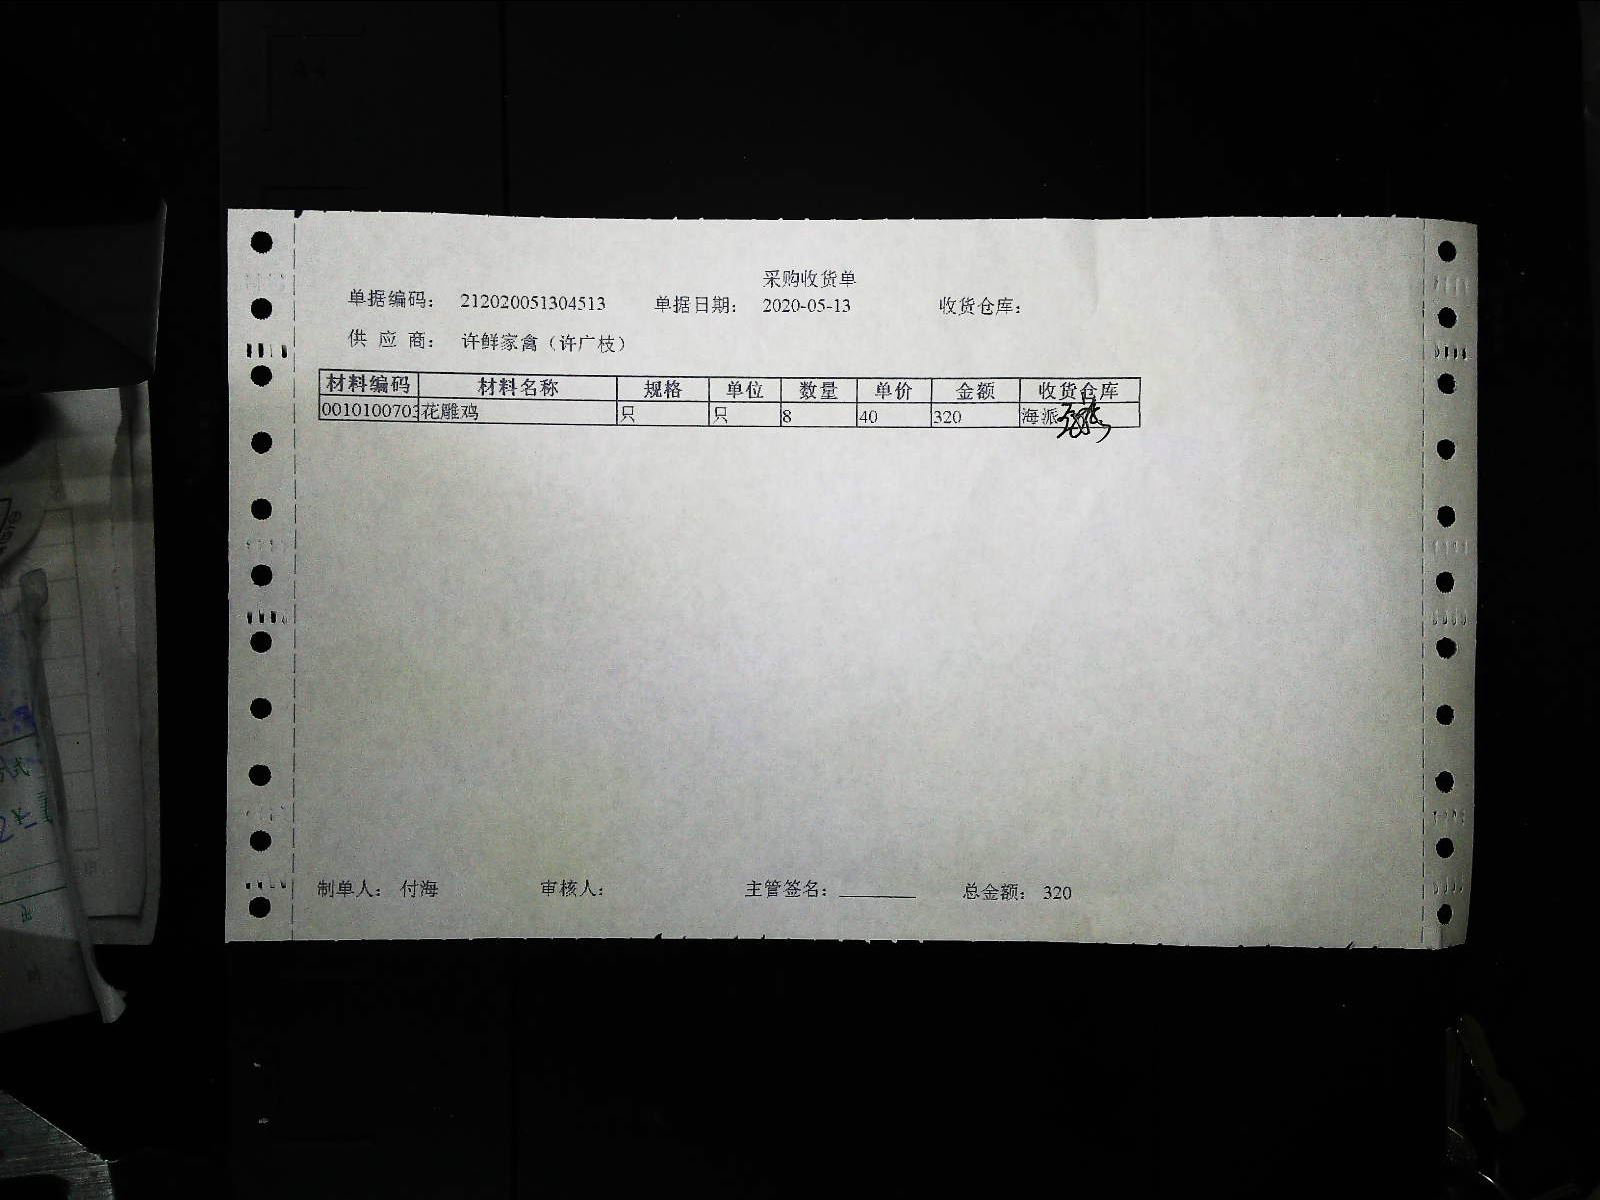 采购收货单
单据编码： 212020051304513 单据日期： 2020-05-13 收货仓库：
供 应 商： 许鲜家禽（许广枝）
材料编码 材料名称 规格 单位 数量 单价 金额 收货仓库
0010100703 花雕鸡 只 只 8 40 320 海派
制单人： 付海 审核人： 主管签名： 总金额： 320